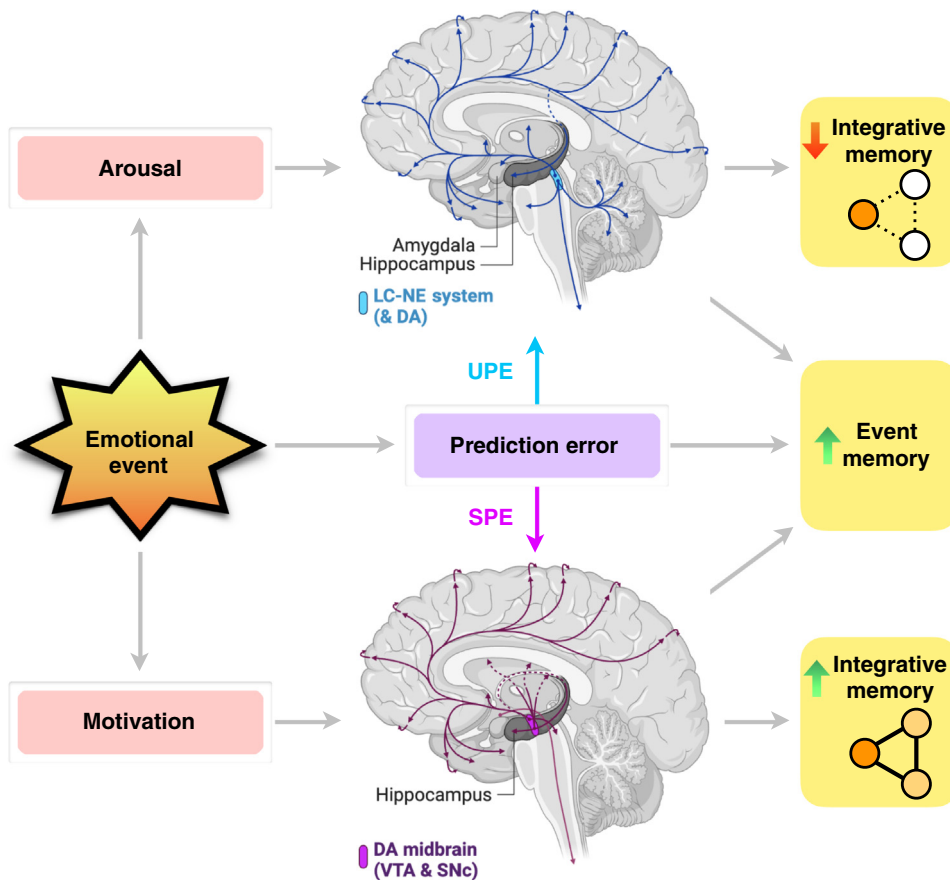 Arousal
Amygdala
Hippocampus
LC-NE system
(& DA)
Integrative
memory
UPE
Emotional
event
Prediction error
Event
memory
SPE
Motivation
Hippocampus
DA midbrain
(VTA & SNc)
Integrative
memory